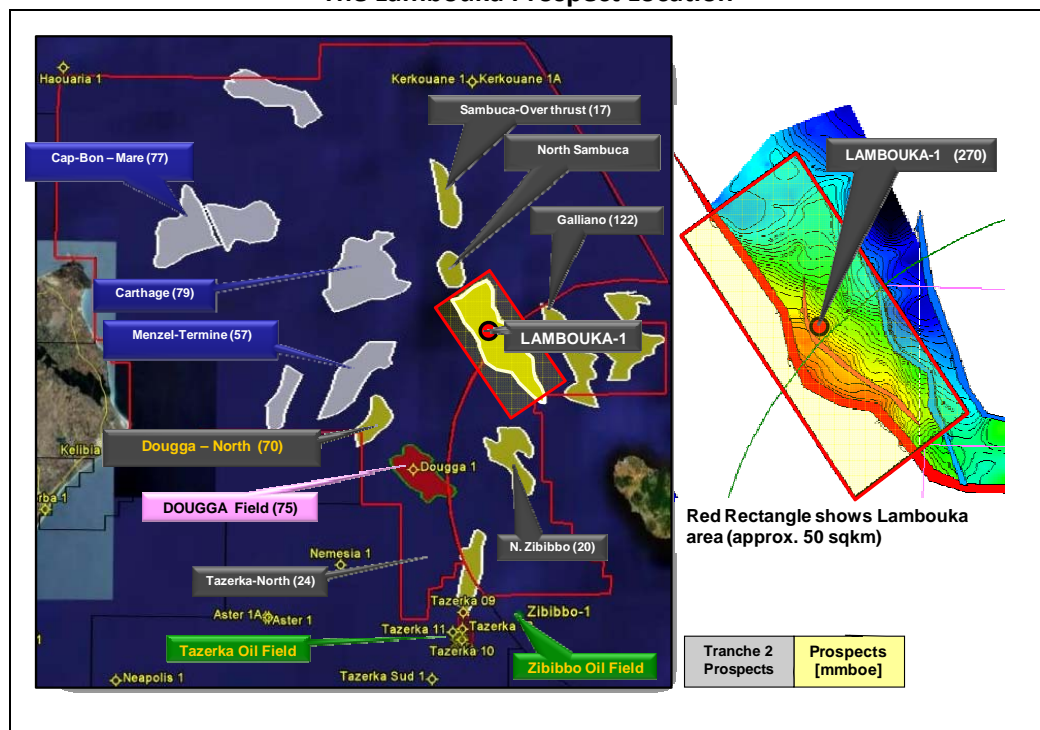 The Lambouka Prospect Location
Haouaria 1
Kerkouane 1
Kerkouane 1A
Sambuca-Over thrust (17)
North Sambuca
LAMBOUKA-1 (270)
Cap-Bon – Mare (77)
Galliano (122)
Carthage (79)
Menzel-Termine (57)
LAMBOUKA-1
Dougga – North (70)
Kelibia
Dougga 1
DOUGGA Field (75)
rba 1
Red Rectangle shows Lambouka
area (approx. 50 sqkm)
N. Zibibbo (20)
Nemesia 1
Tazerka-North (24)
Tazerka 09
Aster 1A
Aster 1
Zibibbo-1
Tazerka 11
Tazerka
Tazerka 10
Tazerka Oil Field
Zibibbo Oil Field
Tranche 2
Prospects
Prospects
[mmboe]
Neapolis 1
Tazerka Sud 1